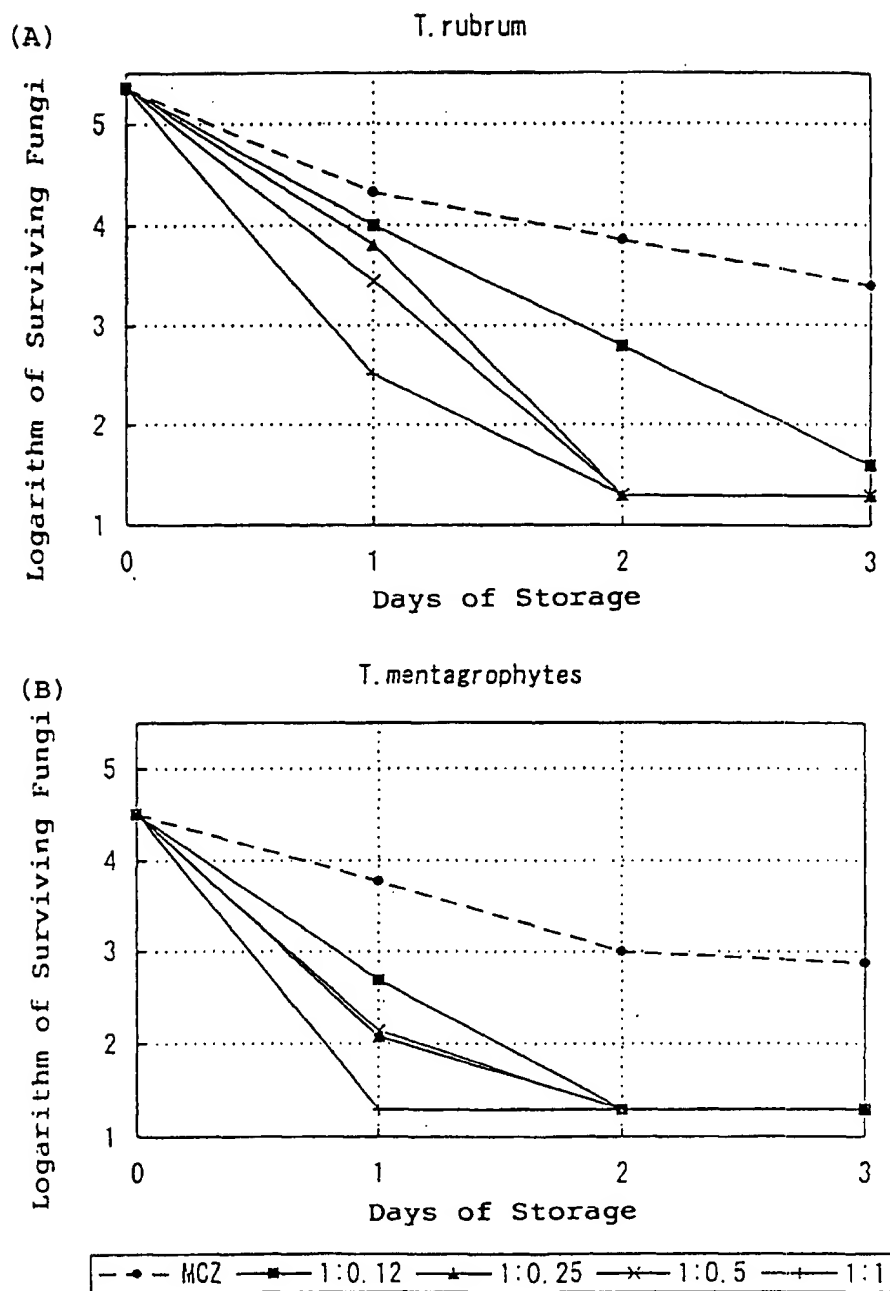 (A)
T. rubrum
Logarithm of Surviving Fungi
5
4
3
2
1
0 1 2 3
Days of Storage
(B)
T. mentagrophytes
Logarithm of Surviving Fungi
5
4
3
2
1
0 1 2 3
Days of Storage
MCZ 1:0.12 1:0.25 1:0.5 1:1